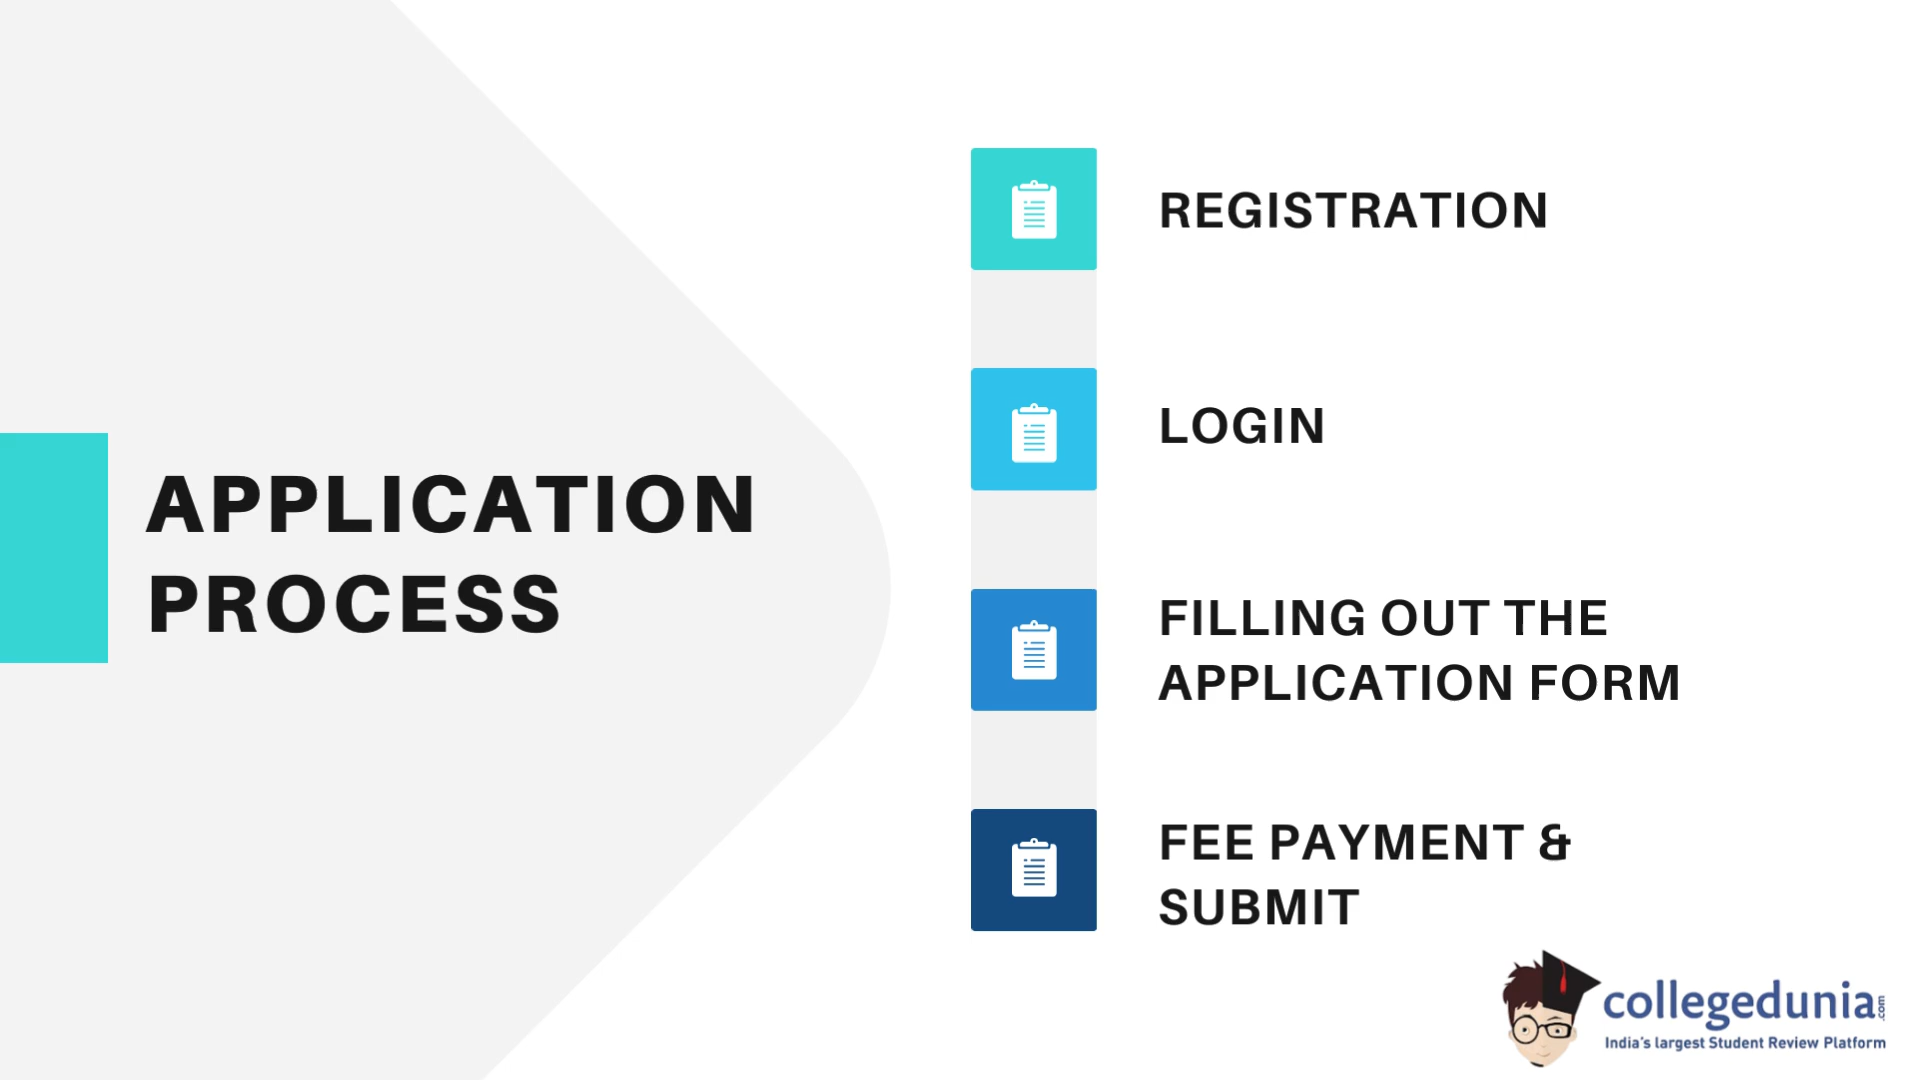 APPLICATION
PROCESS
REGISTRATION
LOGIN
FILLING OUT THE
APPLICATION FORM
FEE PAYMENT &
SUBMIT
collegedunia.com
India's largest Student Review Platform